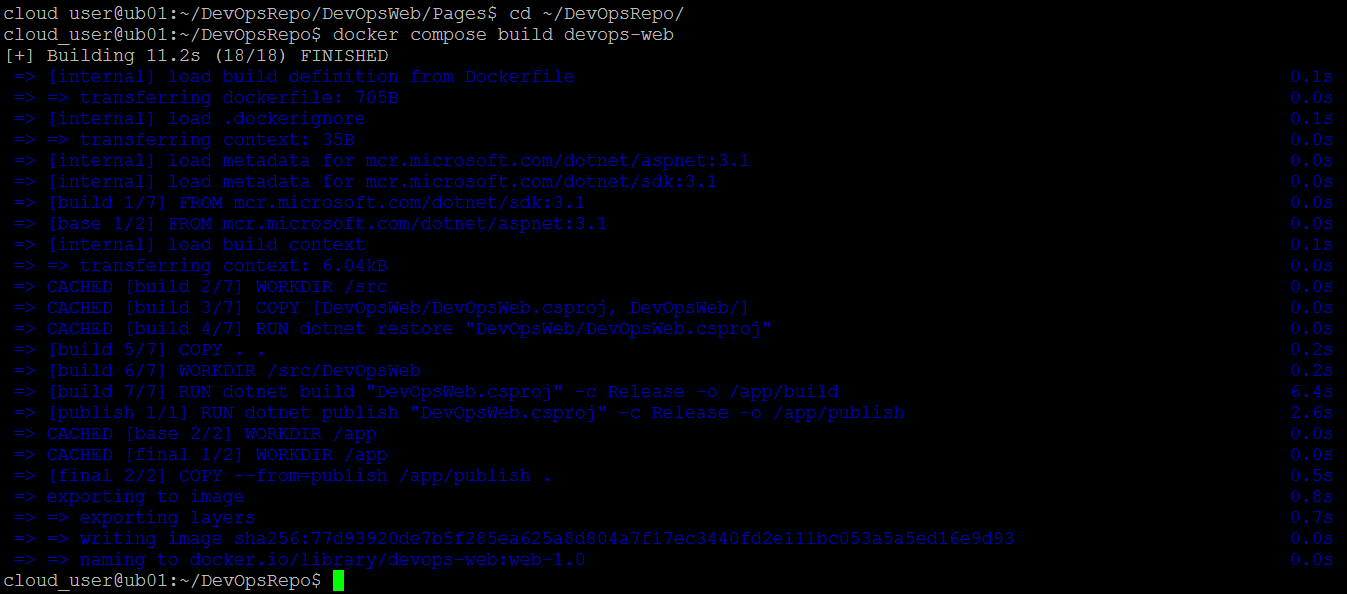 cloud_user@ub01:~/DevOpsRepo/DevOpsWeb/Pages$ cd ~/DevOpsRepo/
cloud_user@ub01:~/DevOpsRepo$ docker compose build devops-web
[+] Building 11.2s (18/18) FINISHED
=> [internal] load build definition from Dockerfile 0.1s
=> => transferring dockerfile: 705B 0.0s
=> [internal] load .dockerignore 0.1s
=> => transferring context: 35B 0.0s
=> [internal] load metadata for mcr.microsoft.com/dotnet/aspnet:3.1 0.0s
=> [internal] load metadata for mcr.microsoft.com/dotnet/sdk:3.1 0.0s
=> [build 1/7] FROM mcr.microsoft.com/dotnet/sdk:3.1 0.0s
=> [base 1/2] FROM mcr.microsoft.com/dotnet/aspnet:3.1 0.0s
=> [internal] load build context 0.1s
=> => transferring context: 6.04kB 0.0s
=> CACHED [build 2/7] WORKDIR /src 0.0s
=> CACHED [build 3/7] COPY [DevOpsWeb/DevOpsWeb.csproj, DevOpsWeb/] 0.0s
=> CACHED [build 4/7] RUN dotnet restore "DevOpsWeb/DevOpsWeb.csproj" 0.0s
=> [build 5/7] COPY . . 0.2s
=> [build 6/7] WORKDIR /src/DevOpsWeb 0.2s
=> [build 7/7] RUN dotnet build "DevOpsWeb.csproj" -c Release -o /app/build 6.4s
=> [publish 1/1] RUN dotnet publish "DevOpsWeb.csproj" -c Release -o /app/publish 2.6s
=> CACHED [base 2/2] WORKDIR /app 0.0s
=> CACHED [final 1/2] WORKDIR /app 0.0s
=> [final 2/2] COPY --from=publish /app/publish . 0.5s
=> exporting to image 0.8s
=> => exporting layers 0.7s
=> => writing image sha256:77d93920de7b5f285ea625a8d804a7f17ec3440fd2e111bc053a5a5ed16e9d93 0.0s
=> => naming to docker.io/library/devops-web:web-1.0 0.0s
cloud_user@ub01:~/DevOpsRepo$